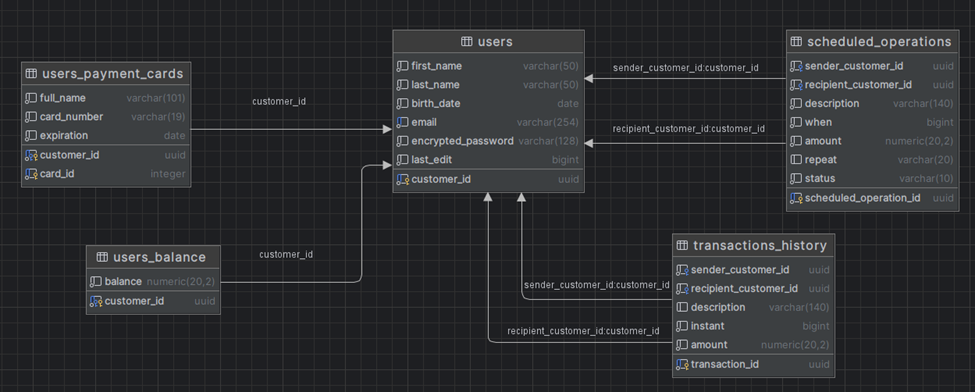 users_payment_cards
full_name varchar(101)
card_number varchar(19)
expiration date
customer_id uuid
card_id integer
customer_id
users_balance
balance numeric(20,2)
customer_id uuid
customer_id
users
first_name varchar(50)
last_name varchar(50)
birth_date date
email varchar(254)
encrypted_password varchar(128)
last_edit bigint
customer_id uuid
sender_customer_id:customer_id
recipient_customer_id:customer_id
scheduled_operations
sender_customer_id uuid
recipient_customer_id uuid
description varchar(140)
when bigint
amount numeric(20,2)
repeat varchar(20)
status varchar(10)
scheduled_operation_id uuid
sender_customer_id:customer_id
recipient_customer_id:customer_id
transactions_history
sender_customer_id uuid
recipient_customer_id uuid
description varchar(140)
instant bigint
amount numeric(20,2)
transaction_id uuid